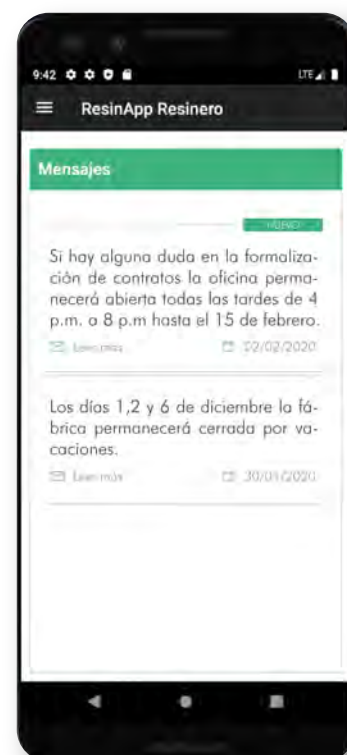 9:42
LTE
ResinApp Resinero
Mensajes
NUEVO
Si hay alguna duda en la formaliza-
ción de contratos la oficina perma-
necerá abierta todas las tardes de 4
p.m. a 8 p.m hasta el 15 de febrero.
Leer más 02/02/2020
Los días 1,2 y 6 de diciembre la fá-
brica permanecerá cerrada por va-
caciones.
Leer más 30/01/2020